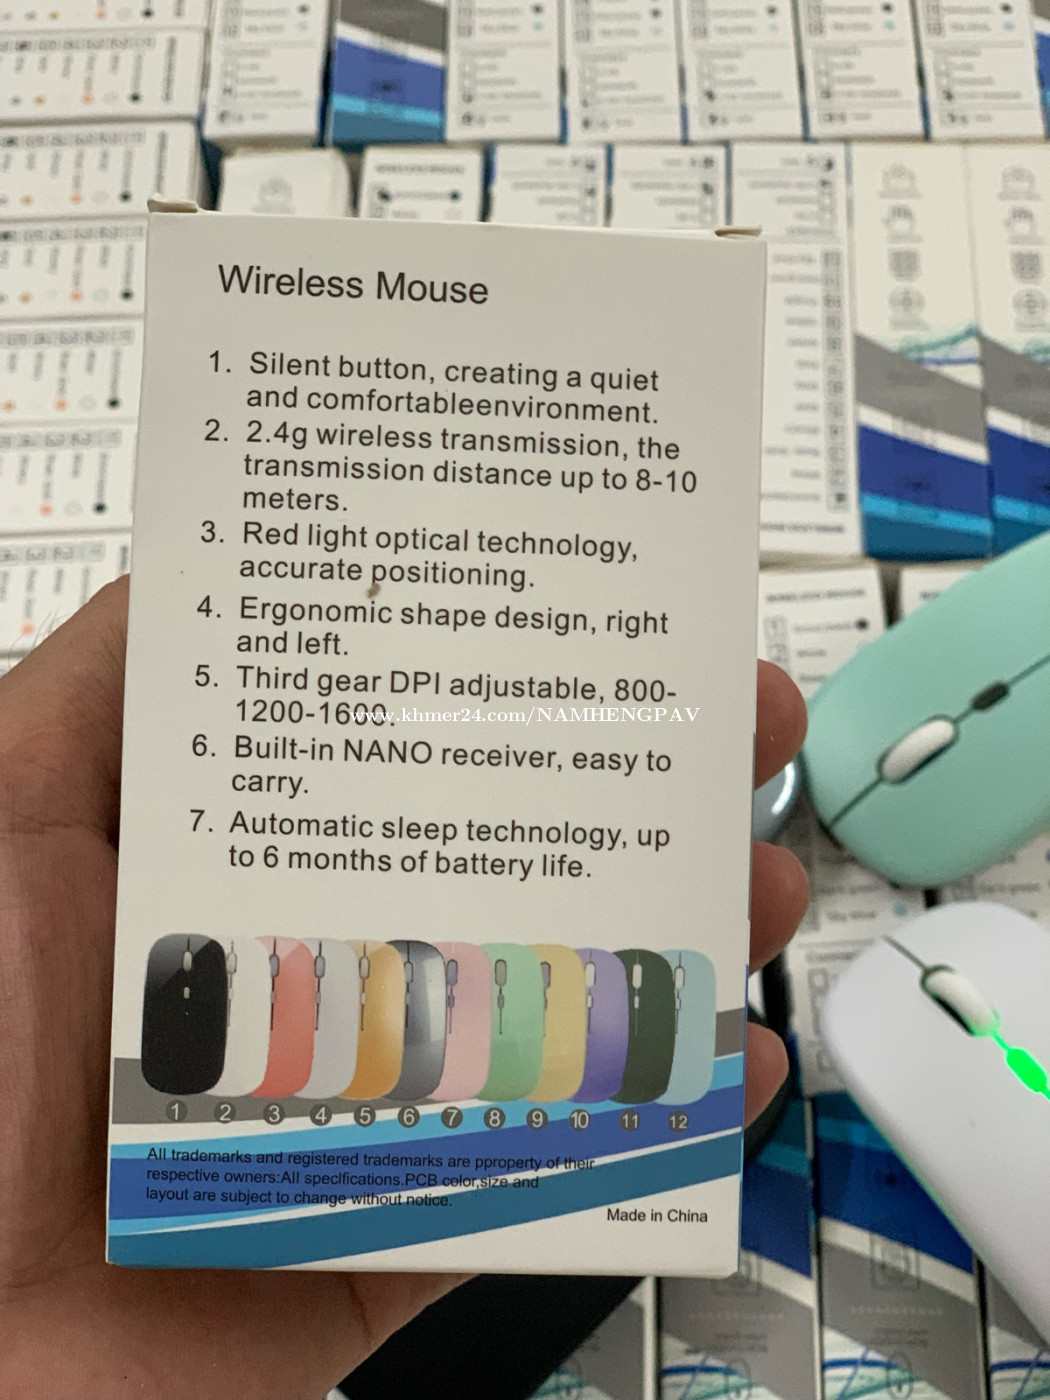 Wireless Mouse
1. Silent button, creating a quiet
and comfortableenvironment.
2. 2.4g wireless transmission, the
transmission distance up to 8-10
meters.
3. Red light optical technology,
accurate positioning.
4. Ergonomic shape design, right
and left.
5. Third gear DPI adjustable, 800-
1200-1600.
www.khmer24.com/NAMHENGPAV
6. Built-in NANO receiver, easy to
carry.
7. Automatic sleep technology, up
to 6 months of battery life.
1 2 3 4 5 6 7 8 9 10 11 12
All trademarks and registered trademarks are pproperty of their
respective owners:All specifications.PCB color,size and
layout are subject to change without notice.
Made in China